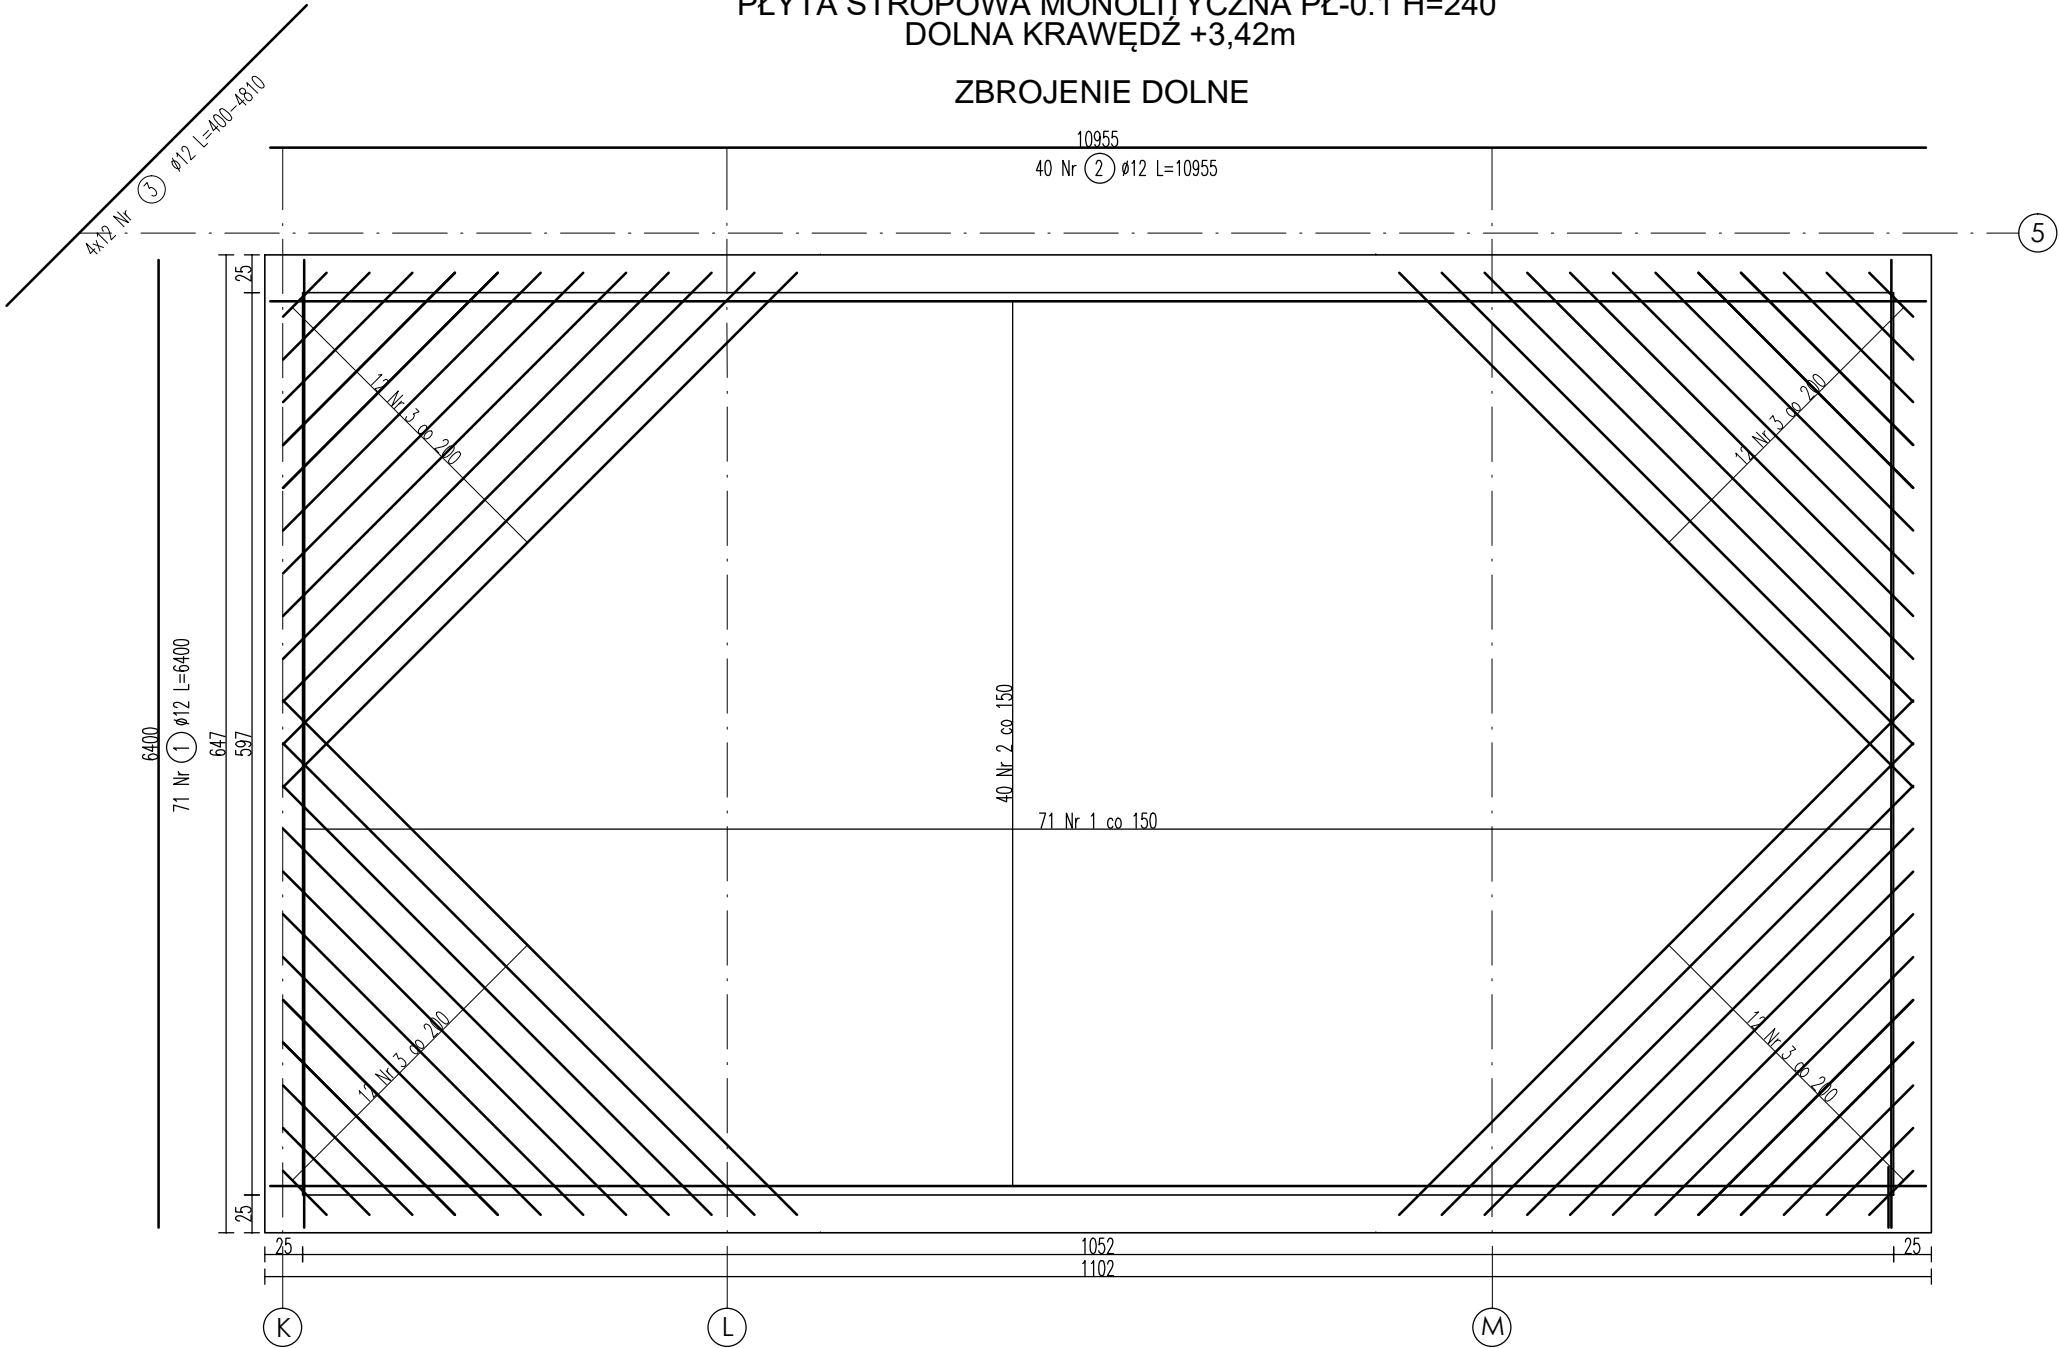 PŁYTA STROPOWA MONOLITYCZNA PŁ-0.1 H=240
DOLNA KRAWĘDŹ +3,42m
ZBROJENIE DOLNE
4x12 Nr 3 ø12 L=400-4810
10955
40 Nr 2 ø12 L=10955
5
25
12 Nr 3 co 200
12 Nr 3 co 200
6400
71 Nr 1 ø12 L=6400
647
597
40 Nr 2 co 150
71 Nr 1 co 150
12 Nr 3 co 200
12 Nr 3 co 200
25
25
1052
25
1102
K
L
M